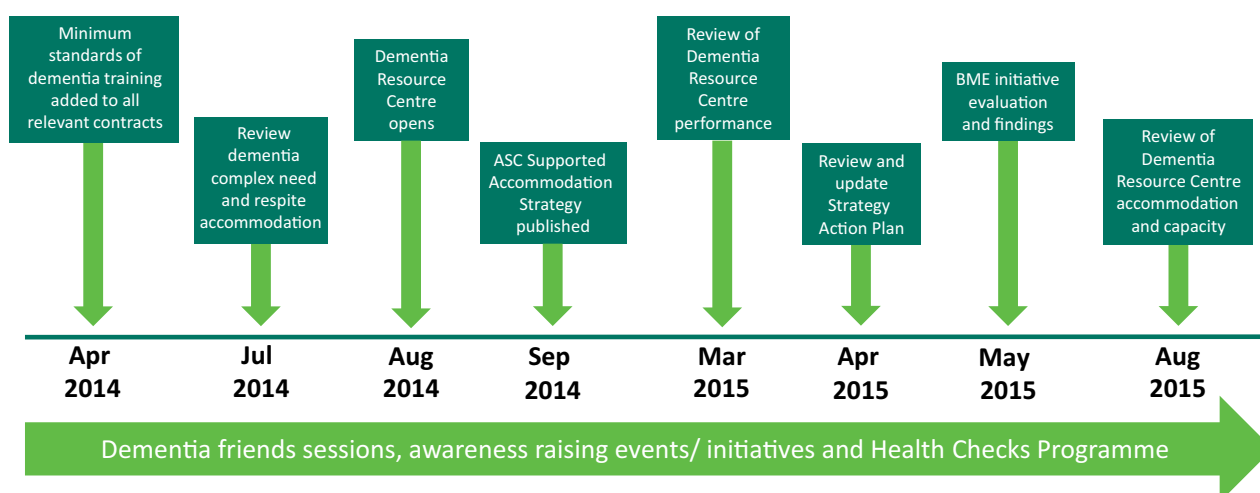 Minimum
standards of
dementia training
added to all
relevant contracts
Review
dementia
complex need
and respite
accommodation
Dementia
Resource
Centre
opens
ASC Supported
Accommodation
Strategy
published
Review of
Dementia
Resource
Centre
performance
Review and
update
Strategy
Action Plan
BME initiative
evaluation
and findings
Review of
Dementia
Resource Centre
accommodation
and capacity
Apr
2014
Jul
2014
Aug
2014
Sep
2014
Mar
2015
Apr
2015
May
2015
Aug
2015
Dementia friends sessions, awareness raising events/ initiatives and Health Checks Programme